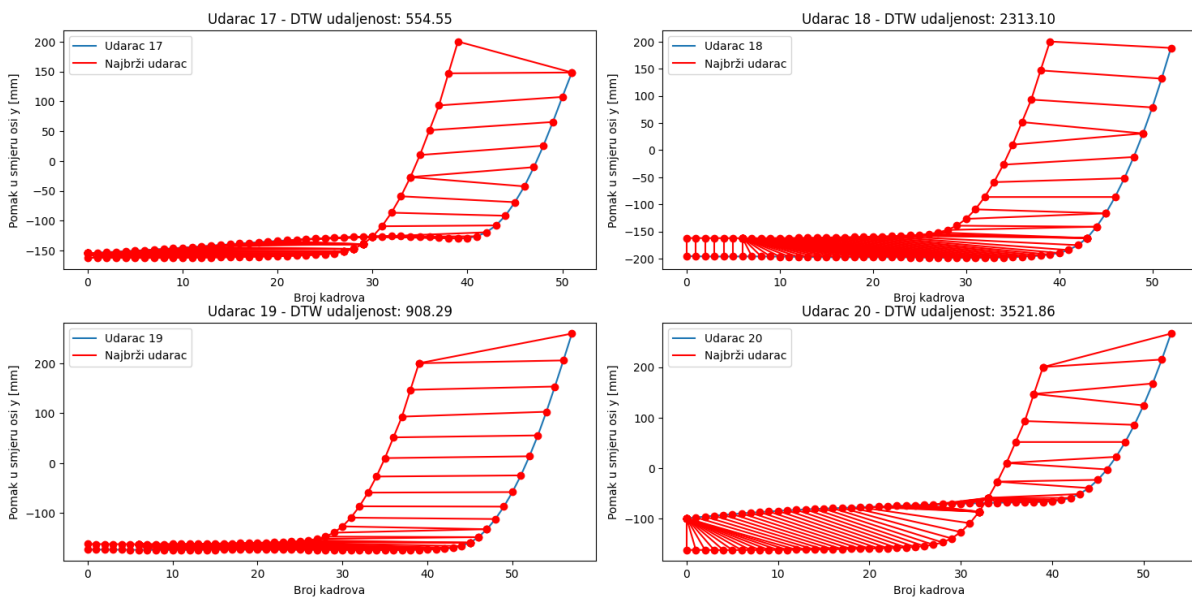 Udarac 17 - DTW udaljenost: 554.55
Udarac 17
Najbrži udarac
Pomak u smjeru osi y [mm]
200
150
100
50
0
−50
−100
−150
0
10
20
30
40
50
Broj kadrova
Udarac 18 - DTW udaljenost: 2313.10
Udarac 18
Najbrži udarac
Pomak u smjeru osi y [mm]
200
150
100
50
0
−50
−100
−150
−200
0
10
20
30
40
50
Broj kadrova
Udarac 19 - DTW udaljenost: 908.29
Udarac 19
Najbrži udarac
Pomak u smjeru osi y [mm]
200
100
0
−100
0
10
20
30
40
50
Broj kadrova
Udarac 20 - DTW udaljenost: 3521.86
Udarac 20
Najbrži udarac
Pomak u smjeru osi y [mm]
200
100
0
−100
0
10
20
30
40
50
Broj kadrova